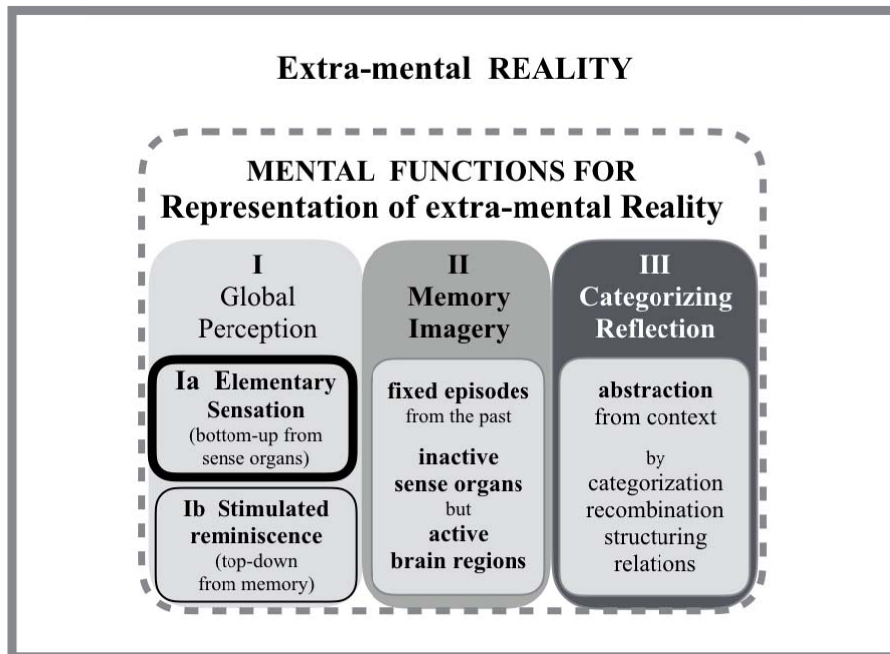 Extra-mental REALITY
MENTAL FUNCTIONS FOR
Representation of extra-mental Reality
I
Global
Perception
Ia Elementary
Sensation
(bottom-up from
sense organs)
Ib Stimulated
reminiscence
(top-down
from memory)
II
Memory
Imagery
fixed episodes
from the past
inactive
sense organs
but
active
brain regions
III
Categorizing
Reflection
abstraction
from context
by
categorization
recombination
structuring
relations